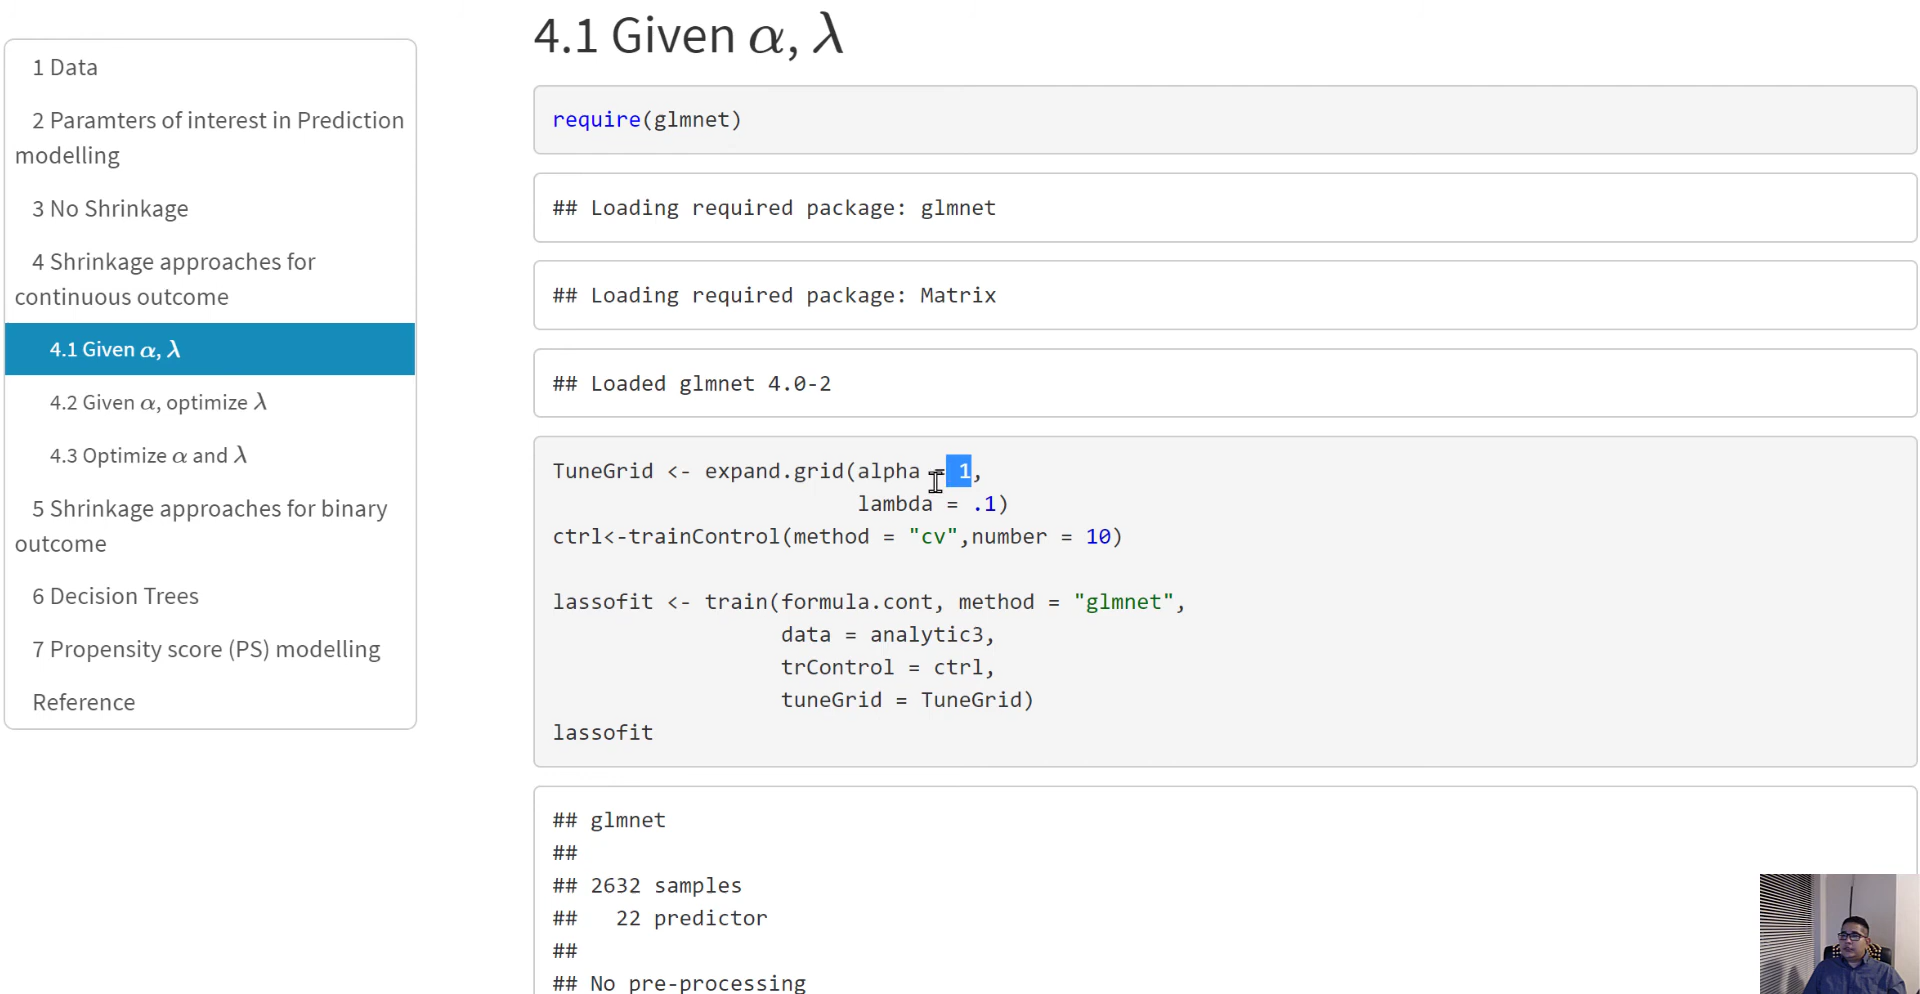 1 Data
2 Paramters of interest in Prediction
modelling
3 No Shrinkage
4 Shrinkage approaches for
continuous outcome
4.1 Given α, λ
4.2 Given α, optimize λ
4.3 Optimize α and λ
5 Shrinkage approaches for binary
outcome
6 Decision Trees
7 Propensity score (PS) modelling
Reference
4.1 Given α, λ
require(glmnet)
## Loading required package: glmnet
## Loading required package: Matrix
## Loaded glmnet 4.0-2
TuneGrid <- expand.grid(alpha = 1,
lambda = .1)
ctrl<-trainControl(method = "cv",number = 10)
lassofit <- train(formula.cont, method = "glmnet",
data = analytic3,
trControl = ctrl,
tuneGrid = TuneGrid)
lassofit
## glmnet
##
## 2632 samples
##   22 predictor
##
## No pre-processing